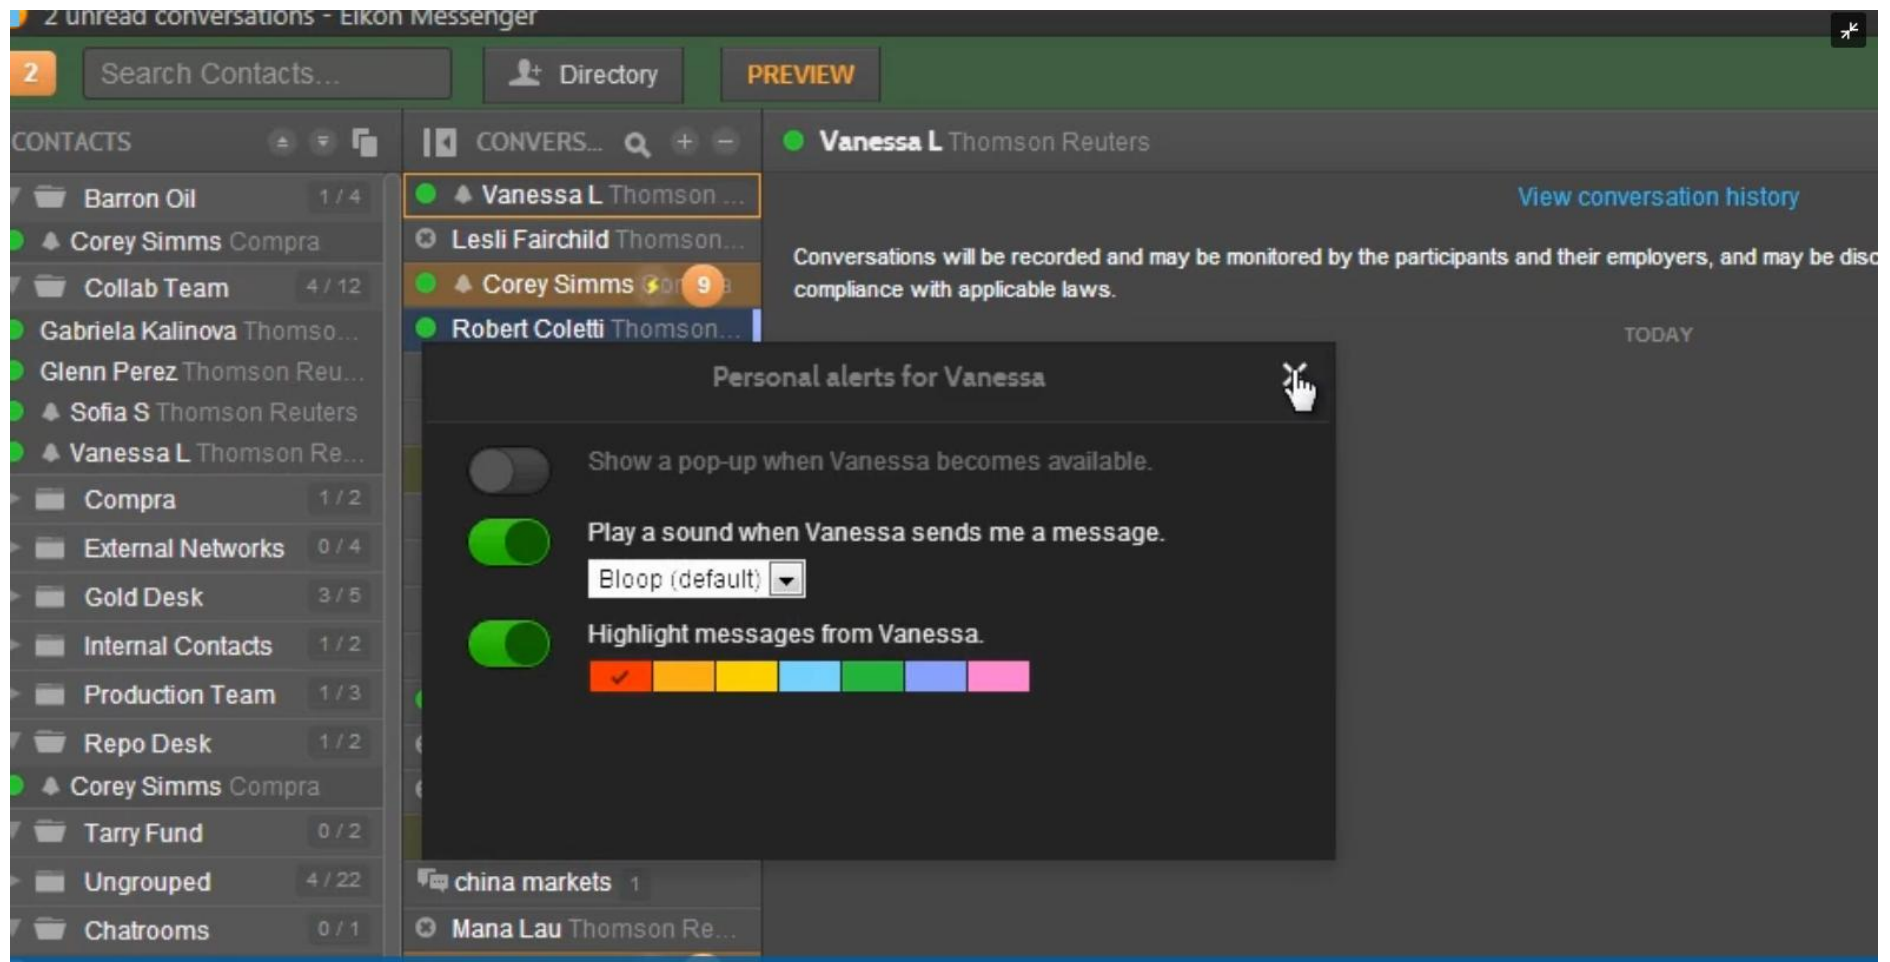 2 unread conversations - Eikon Messenger
2
Search Contacts...
Directory
PREVIEW
CONTACTS
Barron Oil 1 / 4
Corey Simms Compra
Collab Team 4 / 12
Gabriela Kalinova Thomso...
Glenn Perez Thomson Reu...
Sofia S Thomson Reuters
Vanessa L Thomson Re...
Compra 1 / 2
External Networks 0 / 4
Gold Desk 3 / 5
Internal Contacts 1 / 2
Production Team 1 / 3
Repo Desk 1 / 2
Corey Simms Compra
Tarry Fund 0 / 2
Ungrouped 4 / 22
Chatrooms 0 / 1
CONVERS...
Vanessa L Thomson ...
Lesli Fairchild Thomson...
Corey Simms 9
Robert Coletti Thomson...
china markets 1
Mana Lau Thomson Re...
Vanessa L Thomson Reuters
View conversation history
Conversations will be recorded and may be monitored by the participants and their employers, and may be disc
compliance with applicable laws.
TODAY
Personal alerts for Vanessa
Show a pop-up when Vanessa becomes available.
Play a sound when Vanessa sends me a message.
Bloop (default)
Highlight messages from Vanessa.